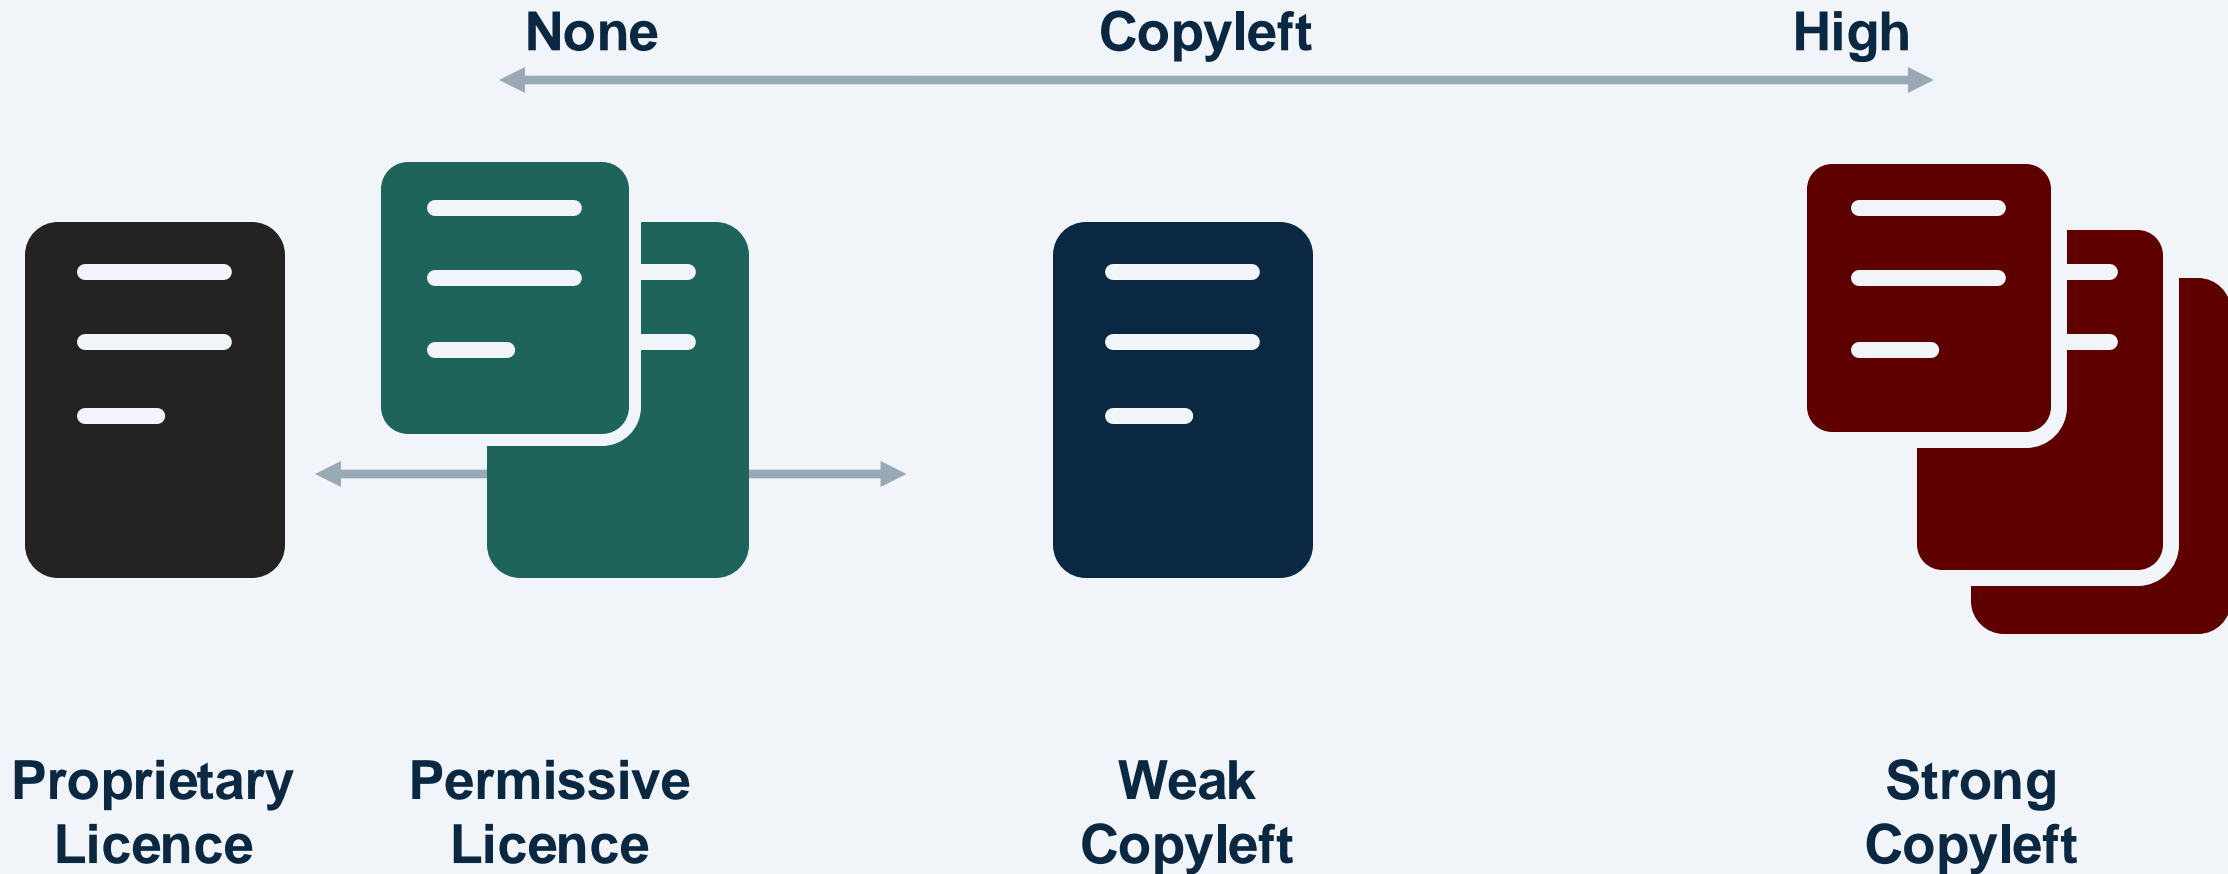 None
Copyleft
High
Proprietary
Licence
Permissive
Licence
Weak
Copyleft
Strong
Copyleft